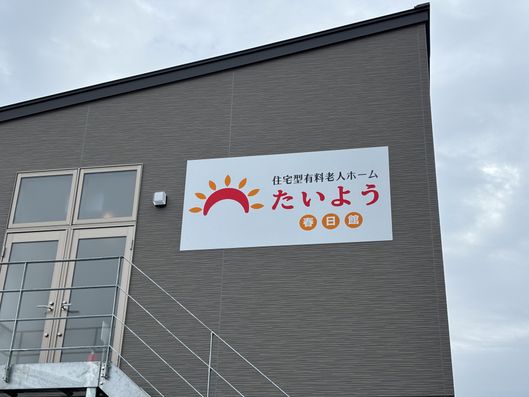 住宅型有料老人ホーム
たいよう
春日館